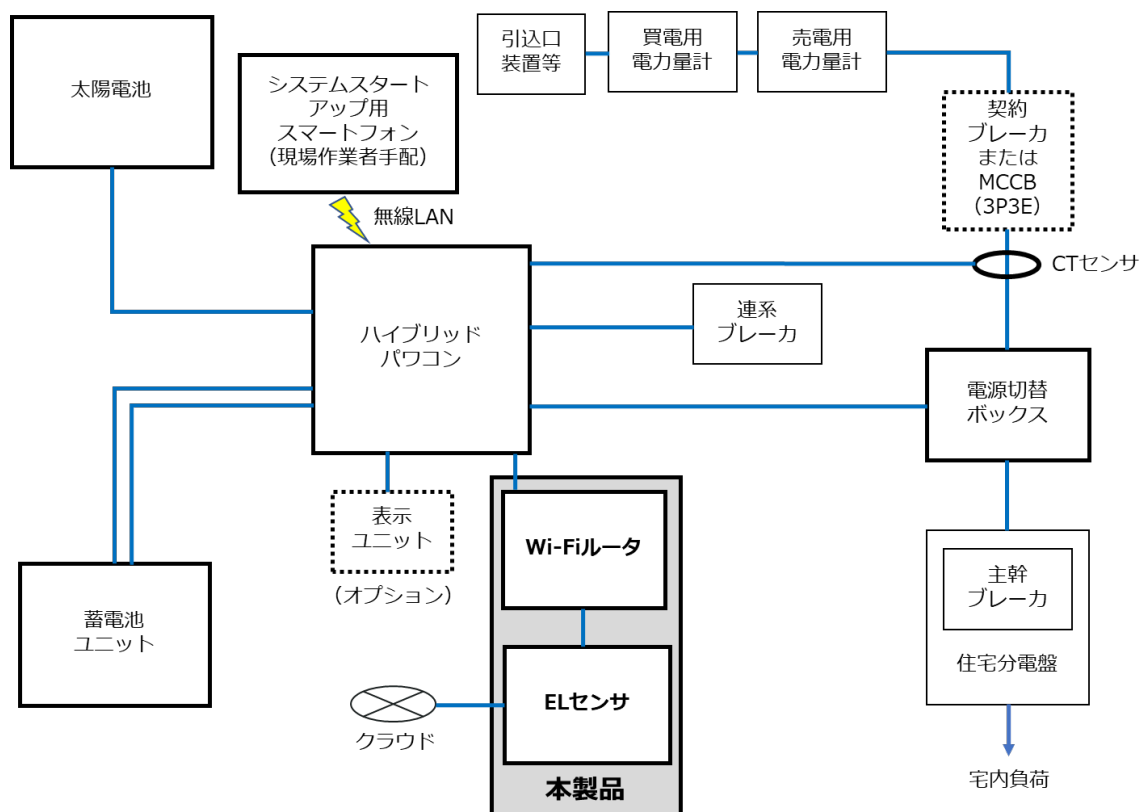 太陽電池
システムスタート
アップ用
スマートフォン
（現場作業者手配）
無線LAN
引込口
装置等
買電用
電力量計
売電用
電力量計
契約
ブレーカ
または
MCCB
（3P3E）
CTセンサ
ハイブリッド
パワコン
連系
ブレーカ
電源切替
ボックス
表示
ユニット
（オプション）
Wi-Fiルータ
主幹
ブレーカ
住宅分電盤
蓄電池
ユニット
ELセンサ
クラウド
本製品
宅内負荷